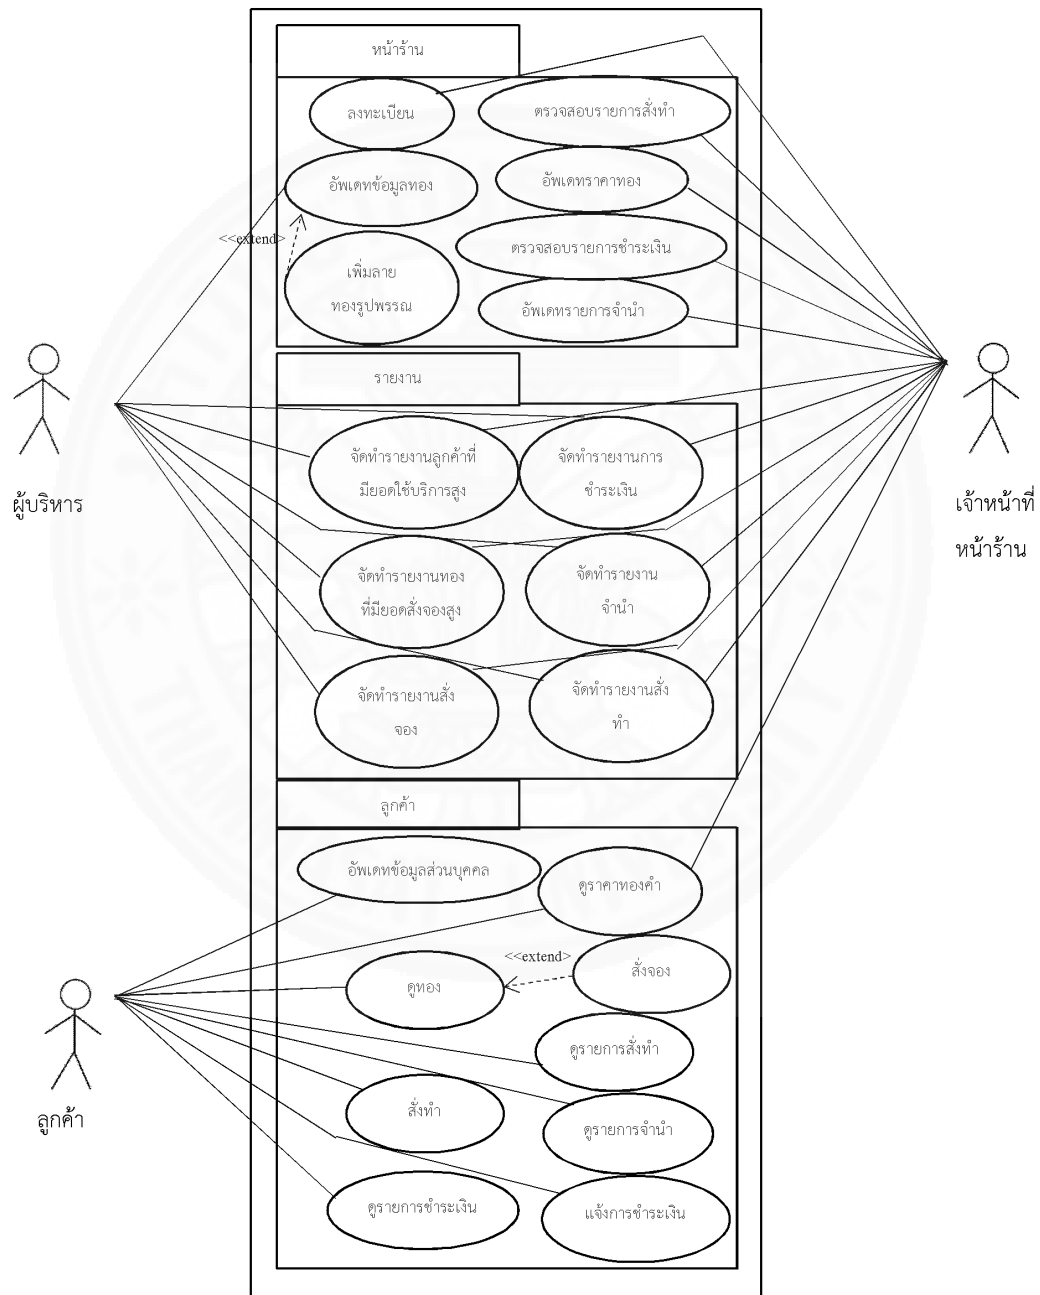 หน้าร้าน
ลงทะเบียน
ตรวจสอบรายการสั่งทำ
อัพเดทข้อมูลทอง
อัพเดทราคาทอง
<<extend>>
ตรวจสอบรายการชำระเงิน
เพิ่มลาย
ทองรูปพรรณ
อัพเดทรายการจำนำ
รายงาน
ผู้บริหาร
เจ้าหน้าที่
หน้าร้าน
จัดทำรายงานลูกค้าที่
มียอดใช้บริการสูง
จัดทำรายงานการ
ชำระเงิน
จัดทำรายงานทอง
ที่มียอดสั่งจองสูง
จัดทำรายงาน
จำนำ
จัดทำรายงานสั่ง
จอง
จัดทำรายงานสั่ง
ทำ
ลูกค้า
อัพเดทข้อมูลส่วนบุคคล
ดูราคาทองคำ
<<extend>>
สั่งจอง
ดูทอง
ดูรายการสั่งทำ
สั่งทำ
ลูกค้า
ดูรายการจำนำ
ดูรายการชำระเงิน
แจ้งการชำระเงิน